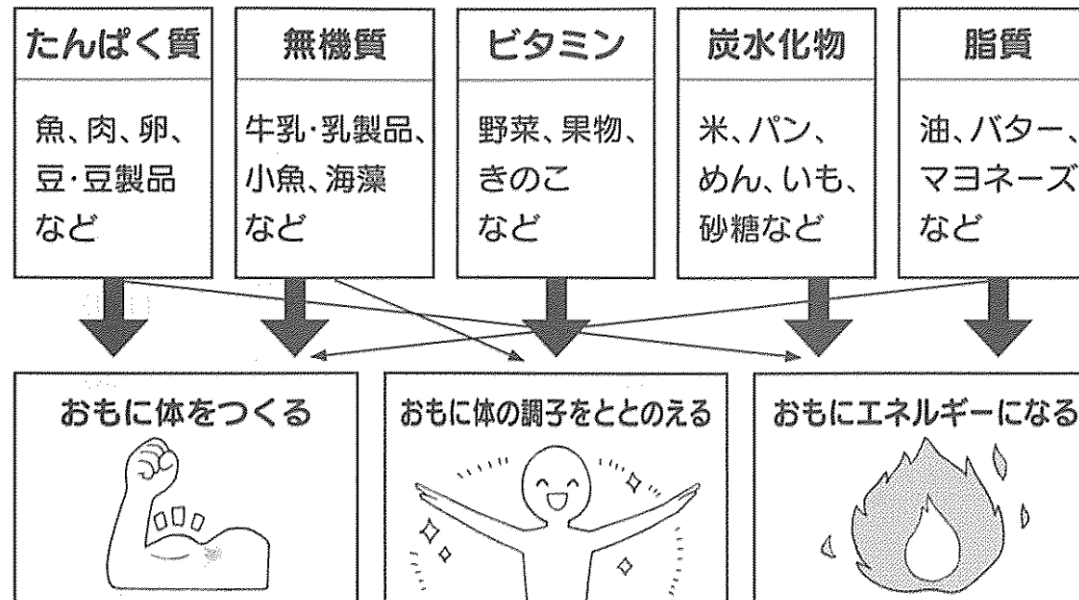 たんぱく質
魚、肉、卵、
豆・豆製品
など
無機質
牛乳・乳製品、
小魚、海藻
など
ビタミン
野菜、果物、
きのこ
など
炭水化物
米、パン、
めん、いも、
砂糖など
脂質
油、バター、
マヨネーズ
など
おもに体をつくる
おもに体の調子をととのえる
おもにエネルギーになる